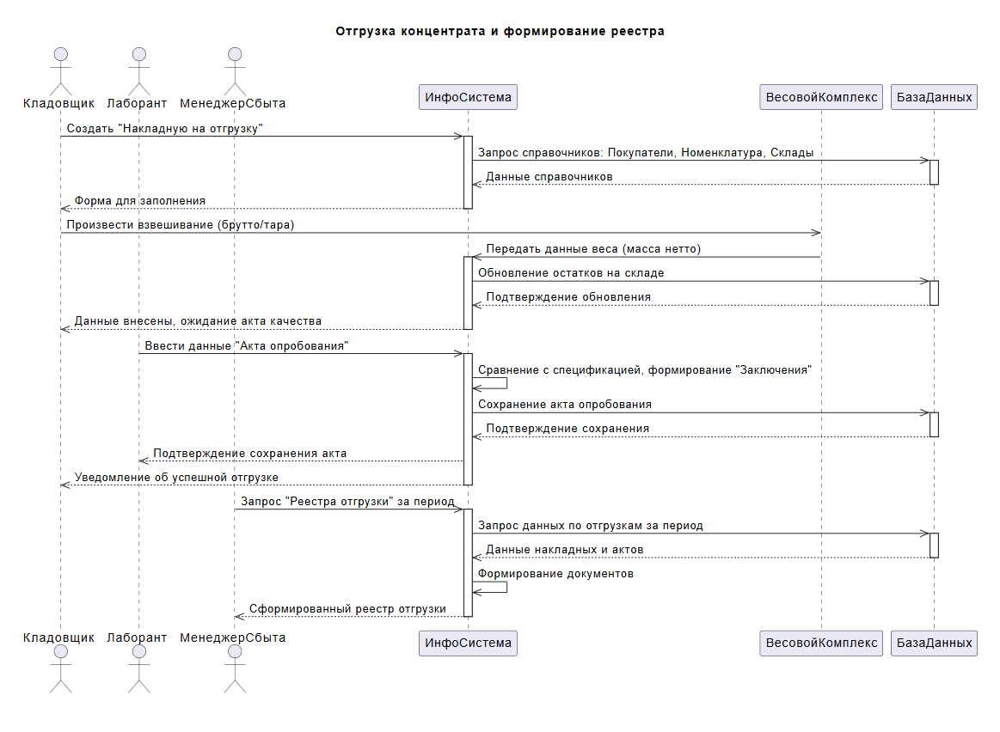 Отгрузка концентрата и формирование реестра
Кладовщик
Лаборант
МенеджерСбыта
ИнфоСистема
ВесовойКомплекс
БазаДанных
Создать "Накладную на отгрузку"
Запрос справочников: Покупатели, Номенклатура, Склады
Данные справочников
Форма для заполнения
Произвести взвешивание (брутто/тара)
Передать данные веса (масса нетто)
Обновление остатков на складе
Подтверждение обновления
Данные внесены, ожидание акта качества
Ввести данные "Акта опробования"
Сравнение с спецификацией, формирование "Заключения"
Сохранение акта опробования
Подтверждение сохранения
Подтверждение сохранения акта
Уведомление об успешной отгрузке
Запрос "Реестра отгрузки" за период
Запрос данных по отгрузкам за период
Данные накладных и актов
Формирование документов
Сформированный реестр отгрузки
Кладовщик
Лаборант
МенеджерСбыта
ИнфоСистема
ВесовойКомплекс
БазаДанных